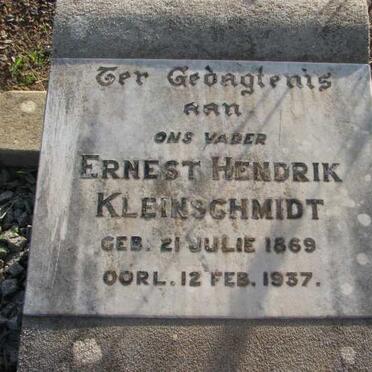 Ter Gedagtenis
aan
ONS VADER
ERNEST HENDRIK
KLEINSCHMIDT
GEB. 21 JULIE 1869
OORL. 12 FEB. 1937.